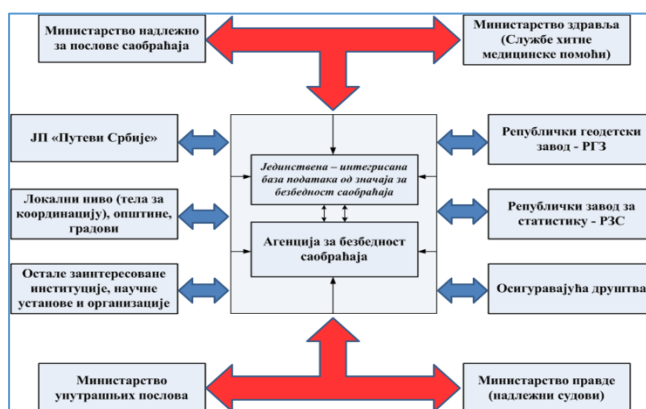 Министарство надлежно
за послове саобраћаја
Министарство здравља
(Службе хитне
медицинске помоћи)
ЈП «Путеви Србије»
Републички геодетски
завод - РГЗ
Јединствена – интегрисана
база података од значаја за
безбедност саобраћаја
Локални ниво (тела за
координацију), општине,
градови
Републички завод за
статистику - РЗС
Агенција за безбедност
саобраћаја
Остале заинтересоване
институције, научне
установе и организације
Осигуравајућа друштва
Министарство
унутрашњих послова
Министарство правде
(надлежни судови)